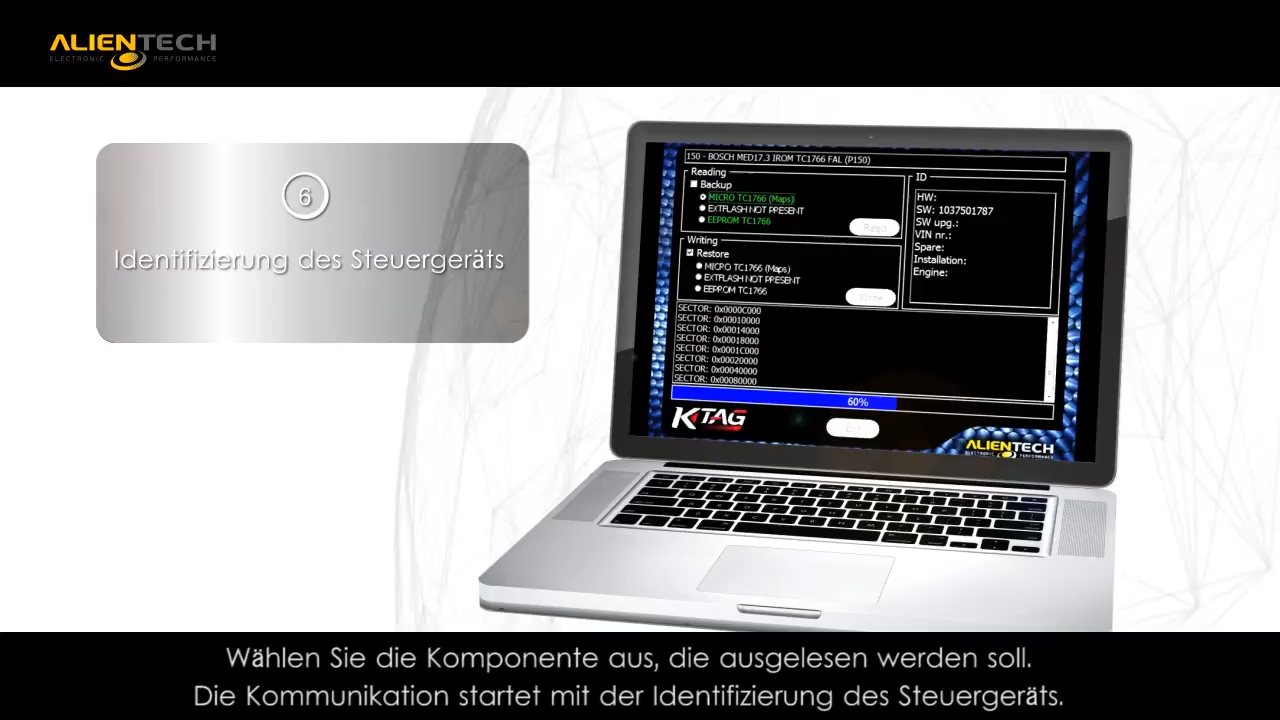 ALIENTECH
ELECTRONIC PERFORMANCE
6
Identifizierung des Steuergeräts
150 - BOSCH MED17.3 IROM TC1766 FAL (P150)
Reading
Backup
MICRO TC1766 (Maps)
EXTFLASH NOT PRESENT
EEPROM TC1766
Read
Writing
Restore
MICRO TC1766 (Maps)
EXTFLASH NOT PRESENT
EEPROM TC1766
Write
ID
HW:
SW: 1037501787
SW upg.:
VIN nr.:
Spare:
Installation:
Engine:
SECTOR: 0x0000C000
SECTOR: 0x00010000
SECTOR: 0x00014000
SECTOR: 0x00018000
SECTOR: 0x0001C000
SECTOR: 0x00020000
SECTOR: 0x00040000
SECTOR: 0x00080000
60%
KTAG
ALIENTECH
ELECTRONIC PERFORMANCE
Wählen Sie die Komponente aus, die ausgelesen werden soll.
Die Kommunikation startet mit der Identifizierung des Steuergeräts.